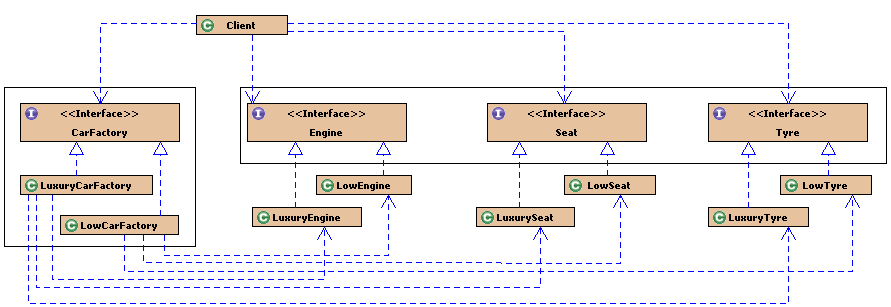 C Client
I <<Interface>>
CarFactory
I <<Interface>>
Engine
I <<Interface>>
Seat
I <<Interface>>
Tyre
C LuxuryCarFactory
C LowEngine
C LowSeat
C LowTyre
C LowCarFactory
C LuxuryEngine
C LuxurySeat
C LuxuryTyre